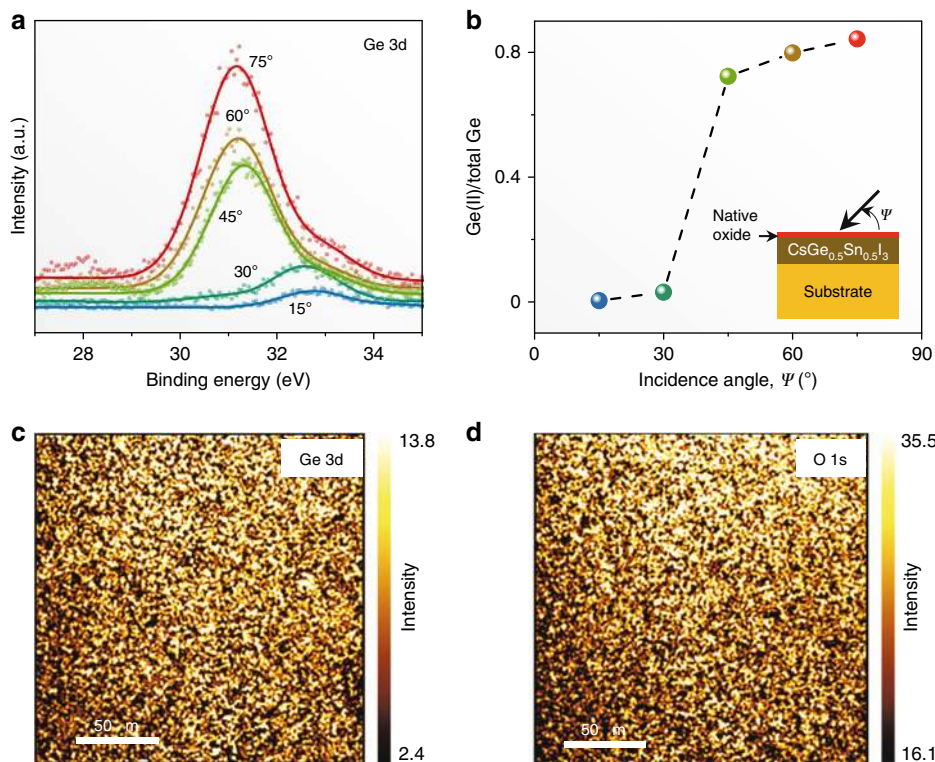 a
Ge 3d
75°
60°
45°
30°
15°
Intensity (a.u.)
28
30
32
34
Binding energy (eV)
b
0.8
0.4
0
Ge(II)/total Ge
Native
oxide
Ψ
CsGe0.5Sn0.5I3
Substrate
0
30
60
90
Incidence angle, Ψ (°)
c
Ge 3d
50 m
13.8
Intensity
2.4
d
O 1s
50 m
35.5
Intensity
16.1